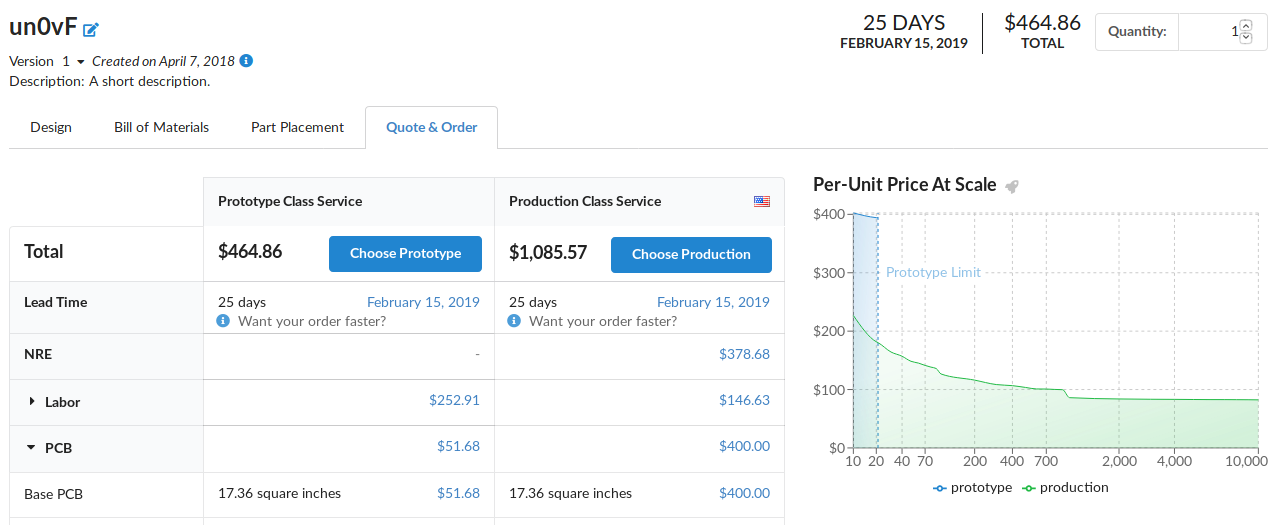 un0vF
25 DAYS
FEBRUARY 15, 2019
$464.86
TOTAL
Quantity: 1
Version 1 Created on April 7, 2018
Description: A short description.
Design Bill of Materials Part Placement Quote & Order
Prototype Class Service Production Class Service
Total $464.86 Choose Prototype $1,085.57 Choose Production
Lead Time 25 days February 15, 2019 25 days February 15, 2019
Want your order faster? Want your order faster?
NRE - $378.68
Labor $252.91 $146.63
PCB $51.68 $400.00
Base PCB 17.36 square inches $51.68 17.36 square inches $400.00
Per-Unit Price At Scale
$400
$300
Prototype Limit
$200
$100
$0
10 20 40 70 200 400 700 2,000 4,000 10,000
prototype production